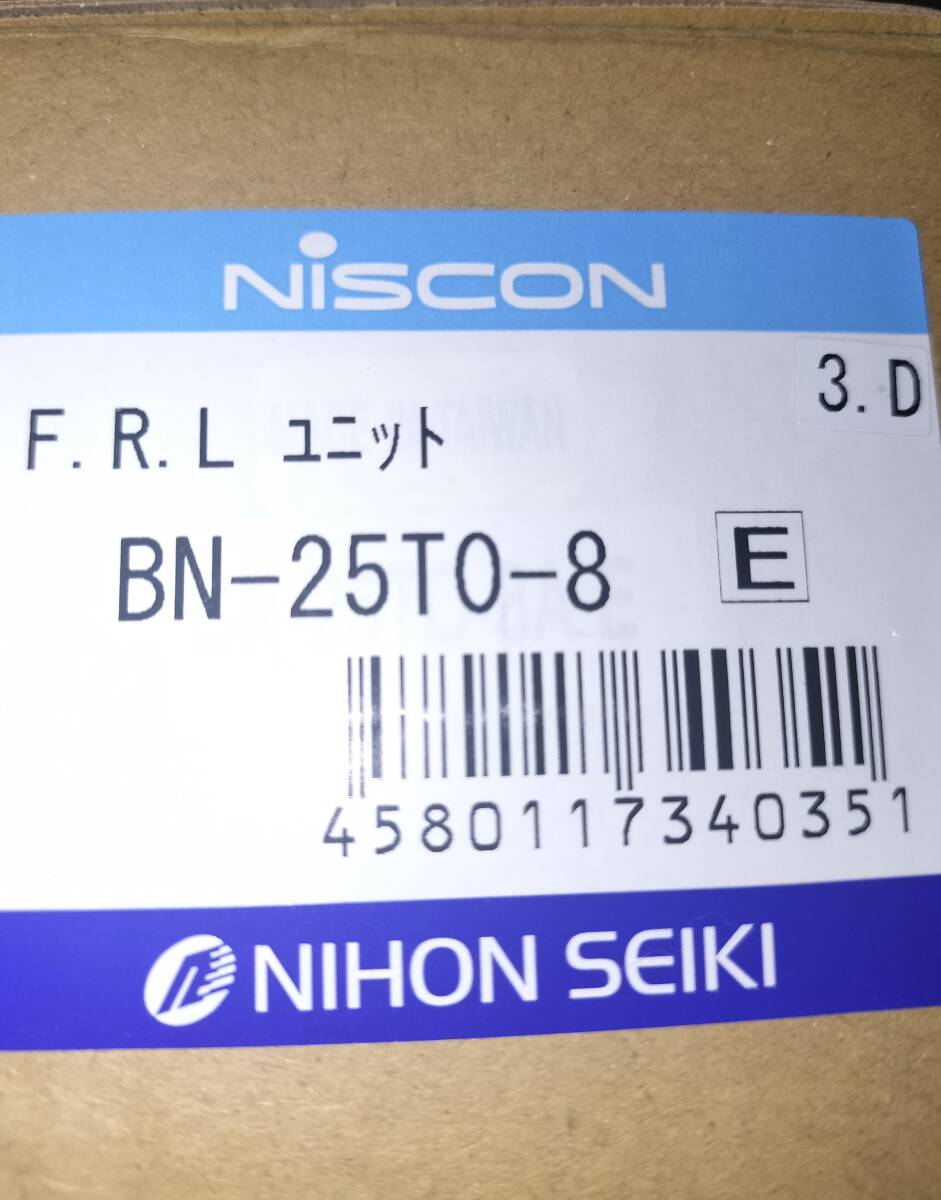 NiSCON
3.D
F.R.L ユニット
BN-25T0-8 E
4580117340351
NIHON SEIKI